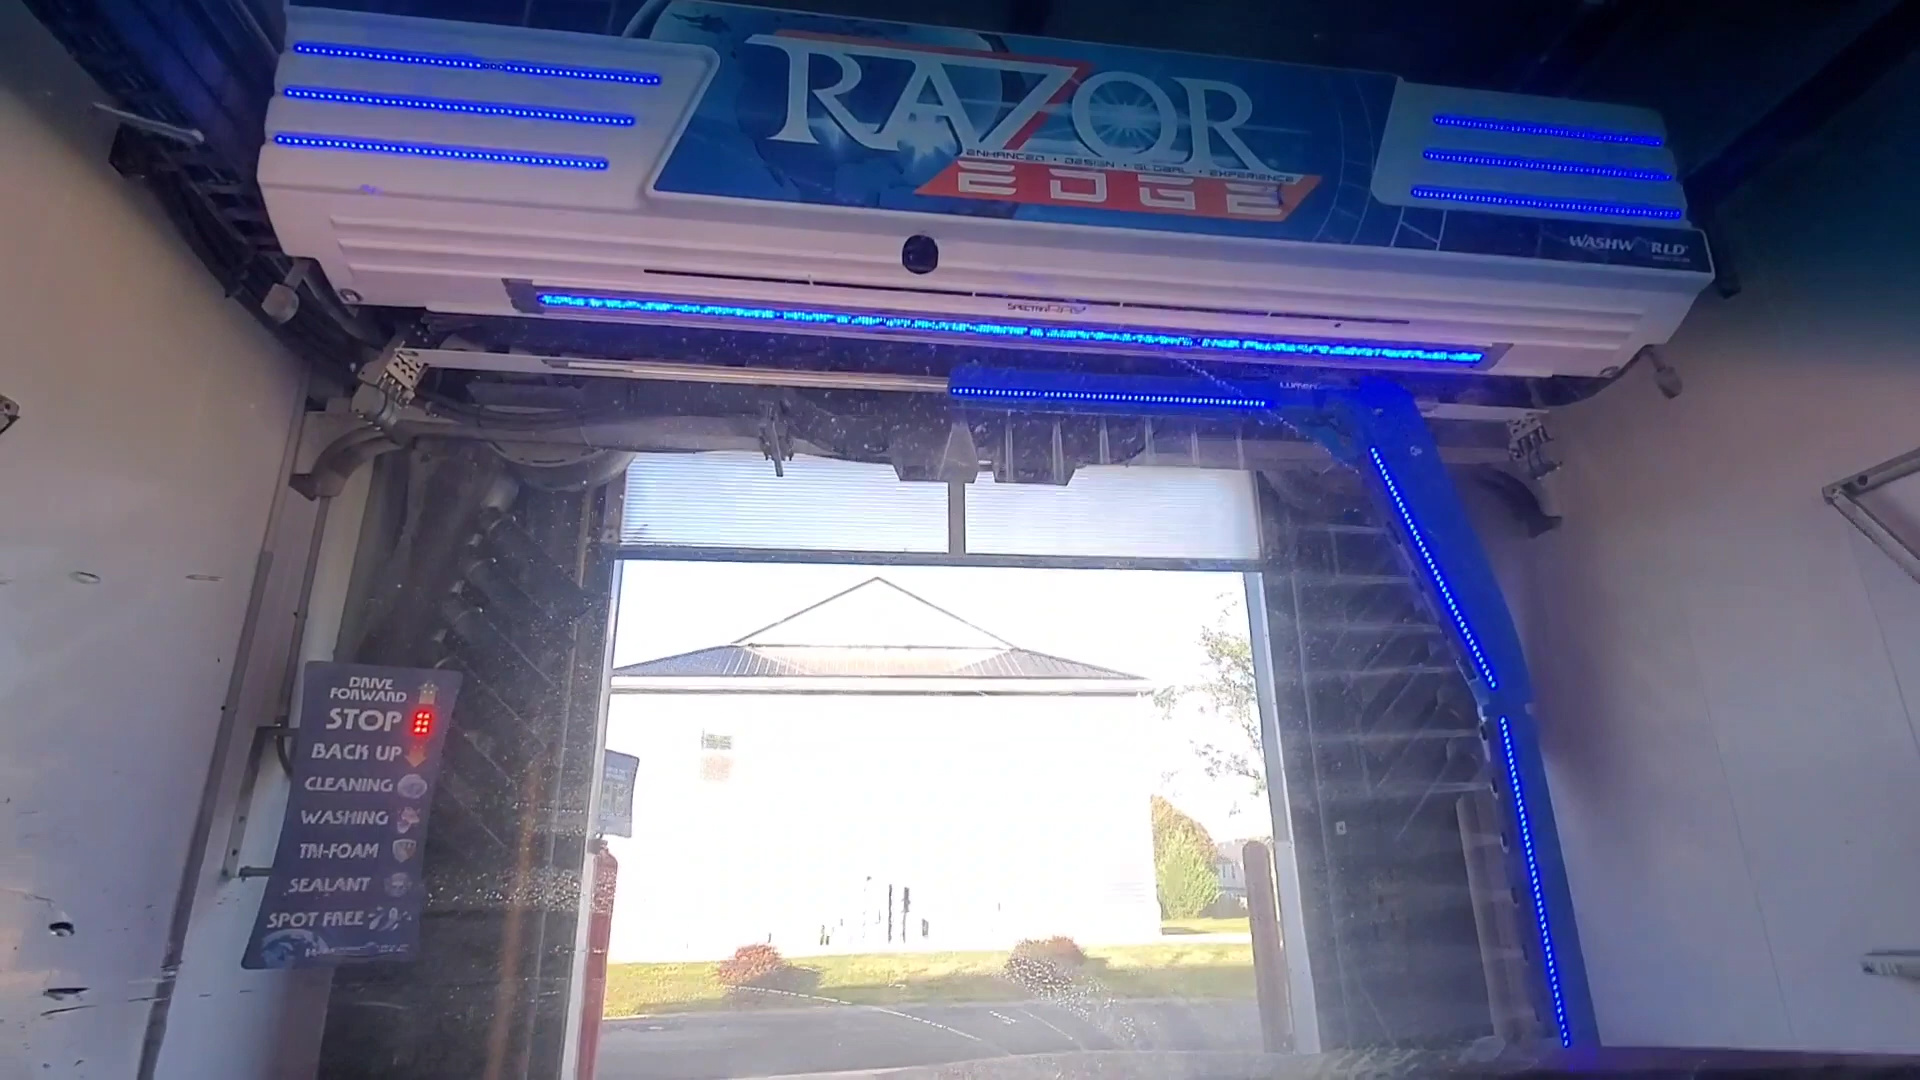 RAZOR
ENHANCED • DESIGN • GLOBAL • EXPERIENCE
EDGE
WASHWORLD
SPECTRARAY
DRIVE
FORWARD
STOP
BACK UP
CLEANING
WASHING
TRI-FOAM
SEALANT
SPOT FREE